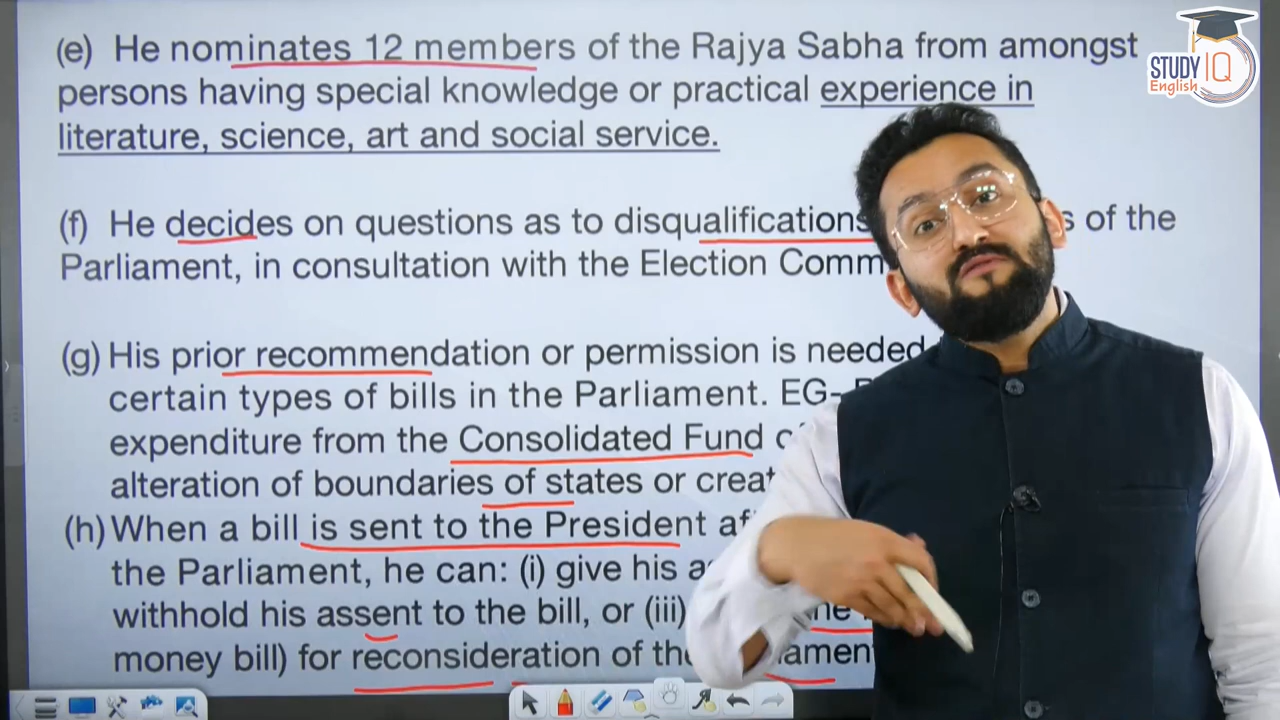 (e) He nominates 12 members of the Rajya Sabha from amongst
persons having special knowledge or practical experience in
literature, science, art and social service.
(f) He decides on questions as to disqualifications of the
Parliament, in consultation with the Election
(g) His prior recommendation or permission is needed
certain types of bills in the Parliament. EG-
expenditure from the Consolidated Fund
alteration of boundaries of states or
(h) When a bill is sent to the President
the Parliament, he can: (i) give his
withhold his assent to the bill, or (iii)
money bill) for reconsideration of
STUDY IQ
English